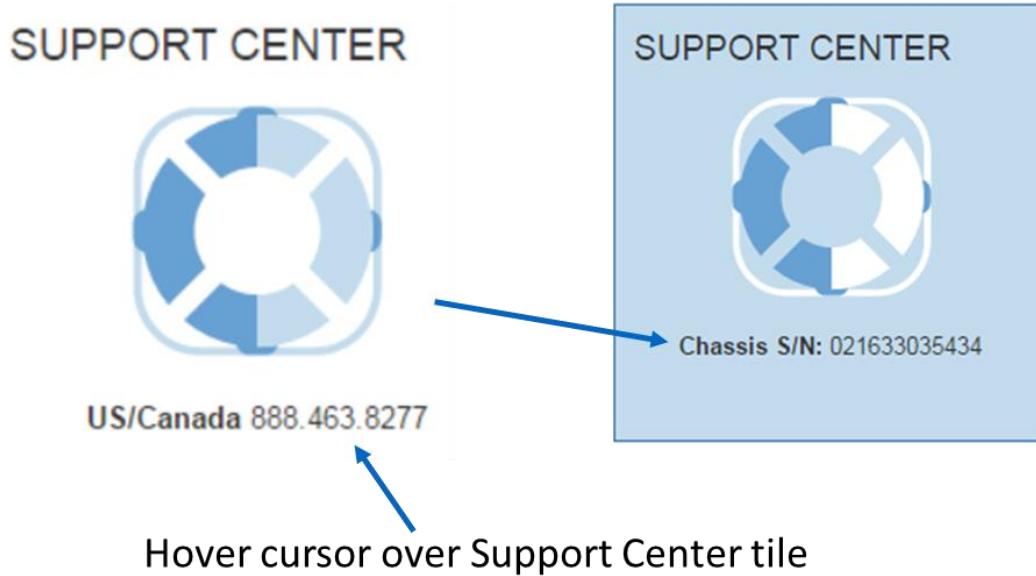 SUPPORT CENTER
US/Canada 888.463.8277
SUPPORT CENTER
Chassis S/N: 021633035434
Hover cursor over Support Center tile